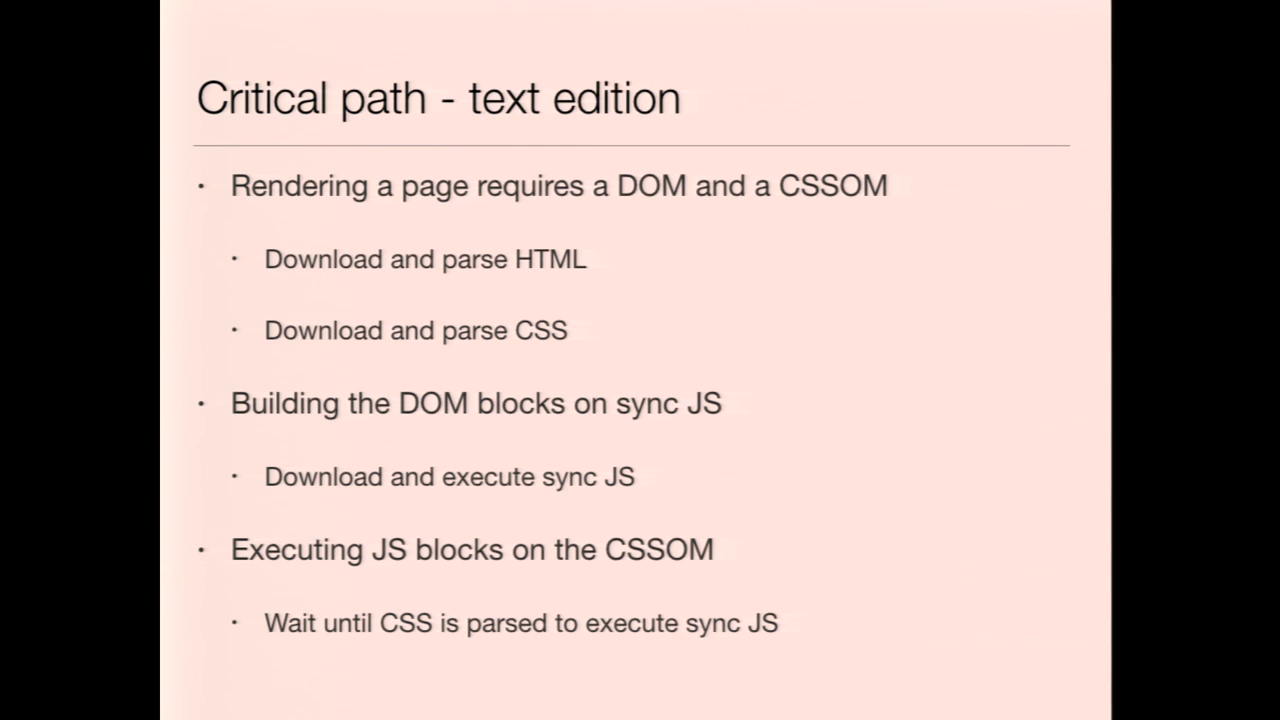 Critical path - text edition
· Rendering a page requires a DOM and a CSSOM
· Download and parse HTML
· Download and parse CSS
· Building the DOM blocks on sync JS
· Download and execute sync JS
· Executing JS blocks on the CSSOM
· Wait until CSS is parsed to execute sync JS